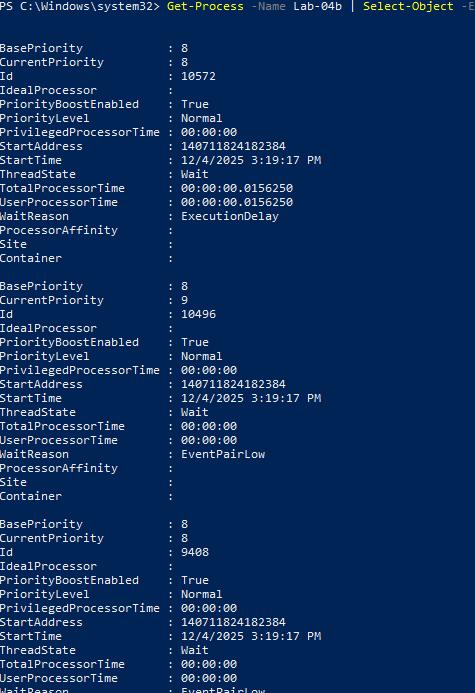 PS C:\Windows\system32> Get-Process -Name Lab-04b | Select-Object -E
BasePriority : 8
CurrentPriority : 8
Id : 10572
IdealProcessor :
PriorityBoostEnabled : True
PriorityLevel : Normal
PrivilegedProcessorTime : 00:00:00
StartAddress : 140711824182384
StartTime : 12/4/2025 3:19:17 PM
ThreadState : Wait
TotalProcessorTime : 00:00:00.0156250
UserProcessorTime : 00:00:00.0156250
WaitReason : ExecutionDelay
ProcessorAffinity :
Site :
Container :
BasePriority : 8
CurrentPriority : 9
Id : 10496
IdealProcessor :
PriorityBoostEnabled : True
PriorityLevel : Normal
PrivilegedProcessorTime : 00:00:00
StartAddress : 140711824182384
StartTime : 12/4/2025 3:19:17 PM
ThreadState : Wait
TotalProcessorTime : 00:00:00
UserProcessorTime : 00:00:00
WaitReason : EventPairLow
ProcessorAffinity :
Site :
Container :
BasePriority : 8
CurrentPriority : 8
Id : 9408
IdealProcessor :
PriorityBoostEnabled : True
PriorityLevel : Normal
PrivilegedProcessorTime : 00:00:00
StartAddress : 140711824182384
StartTime : 12/4/2025 3:19:17 PM
ThreadState : Wait
TotalProcessorTime : 00:00:00
UserProcessorTime : 00:00:00
WaitReason : EventPairLow